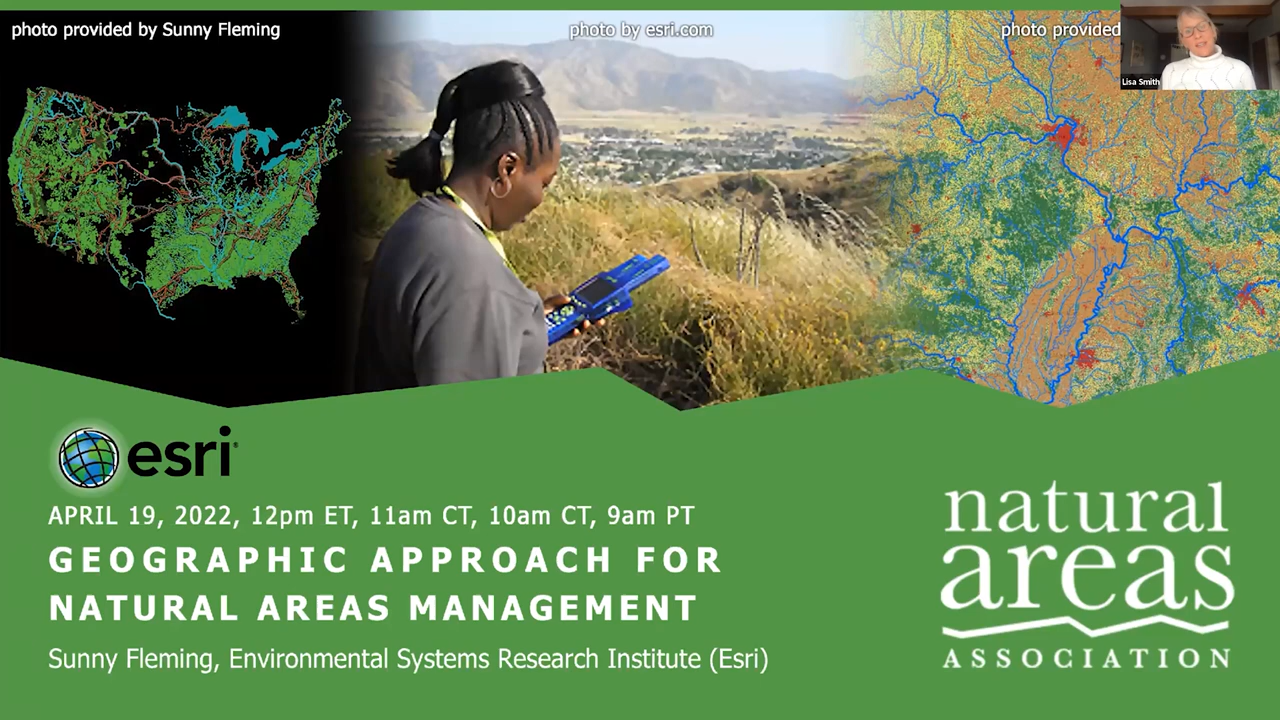 photo provided by Sunny Fleming
photo by esri.com
photo provided
Lisa Smith
esri
APRIL 19, 2022, 12pm ET, 11am CT, 10am CT, 9am PT
GEOGRAPHIC APPROACH FOR
NATURAL AREAS MANAGEMENT
Sunny Fleming, Environmental Systems Research Institute (Esri)
natural
areas
ASSOCIATION